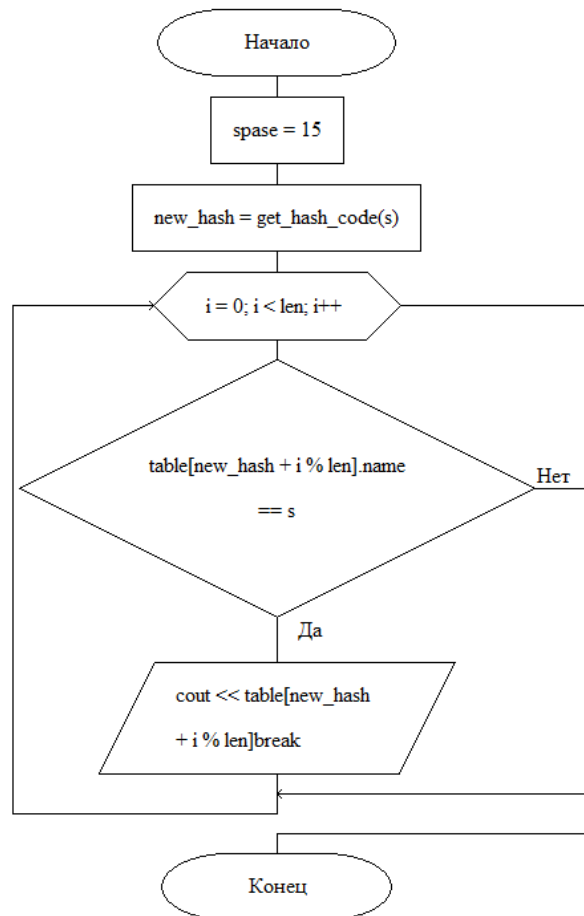 Начало
spase = 15
new_hash = get_hash_code(s)
i = 0; i < len; i++
table[new_hash + i % len].name
== s
Нет
Да
cout << table[new_hash
+ i % len]break
Конец